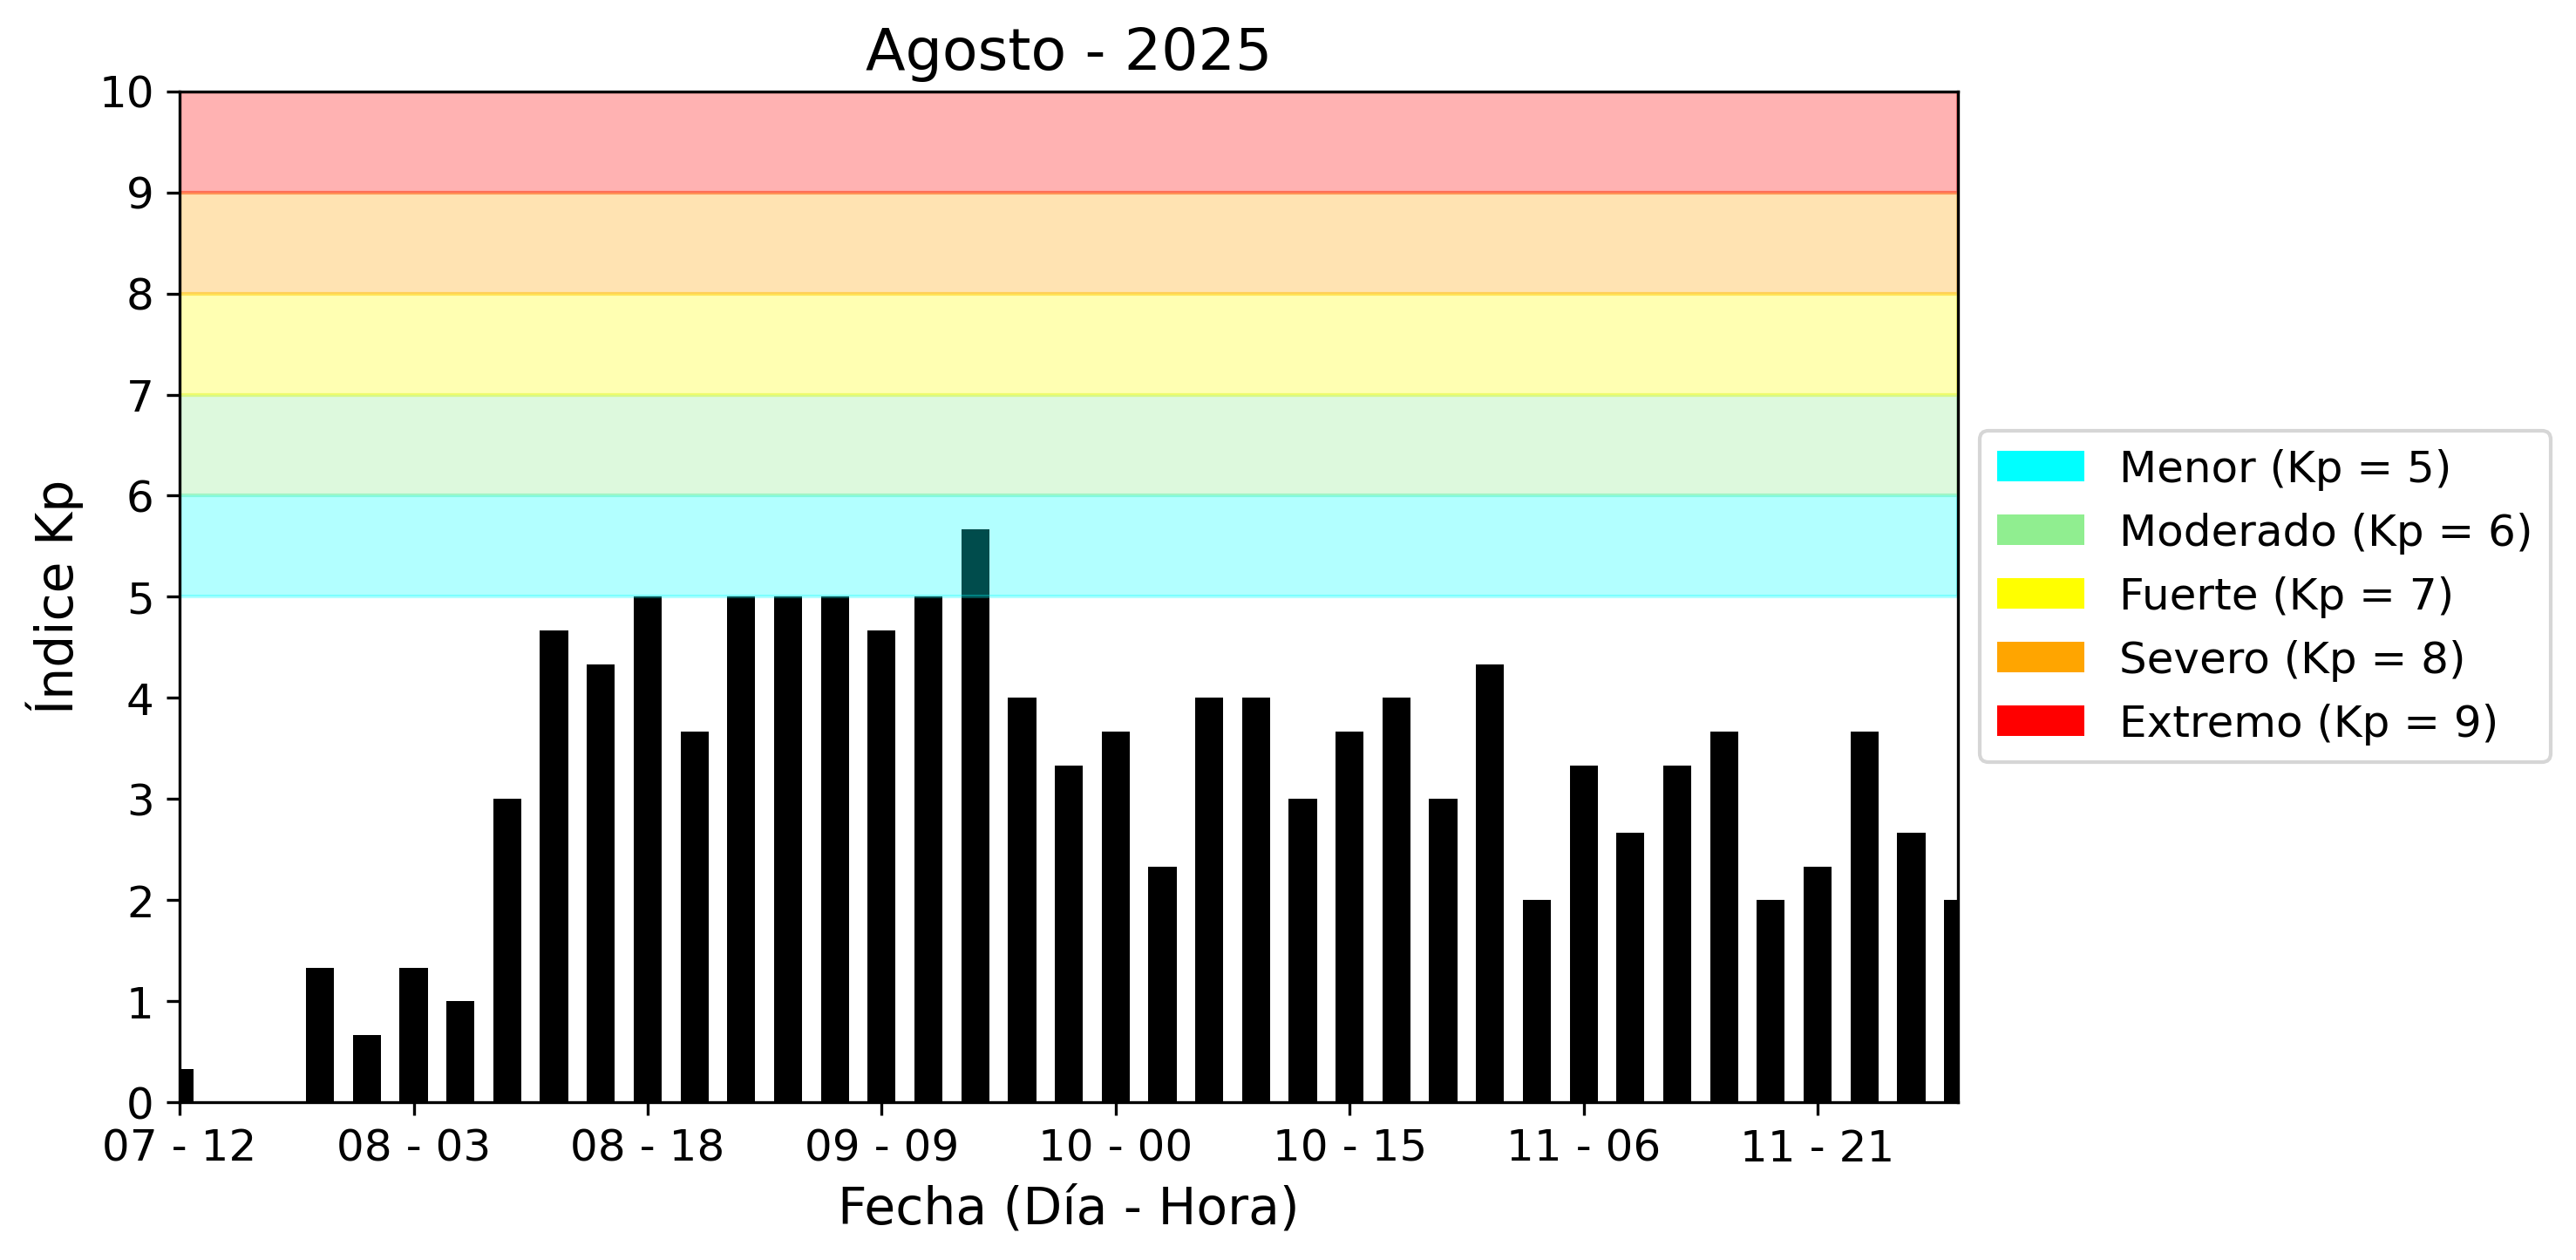 Agosto - 2025
10
9
8
7
6
5
4
3
2
1
0
Índice Kp
07 - 12
08 - 03
08 - 18
09 - 09
10 - 00
10 - 15
11 - 06
11 - 21
Fecha (Día - Hora)
Menor (Kp = 5)
Moderado (Kp = 6)
Fuerte (Kp = 7)
Severo (Kp = 8)
Extremo (Kp = 9)